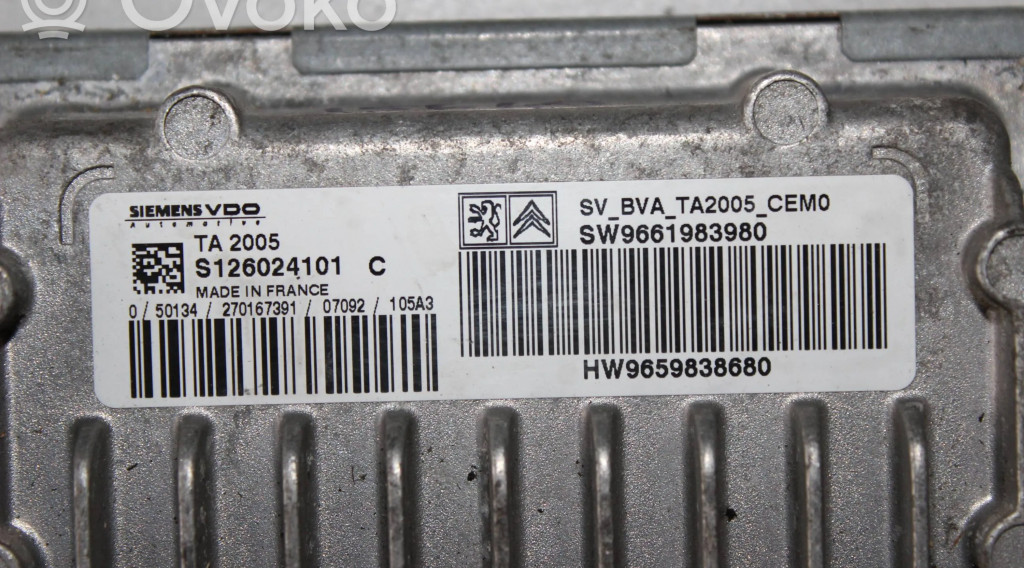 Ovoko
SIEMENS VDO
Automotive
TA 2005
S126024101 C
MADE IN FRANCE
0 / 50134 / 270167391 / 07092 / 105A3
SV_BVA_TA2005_CEM0
SW9661983980
HW9659838680